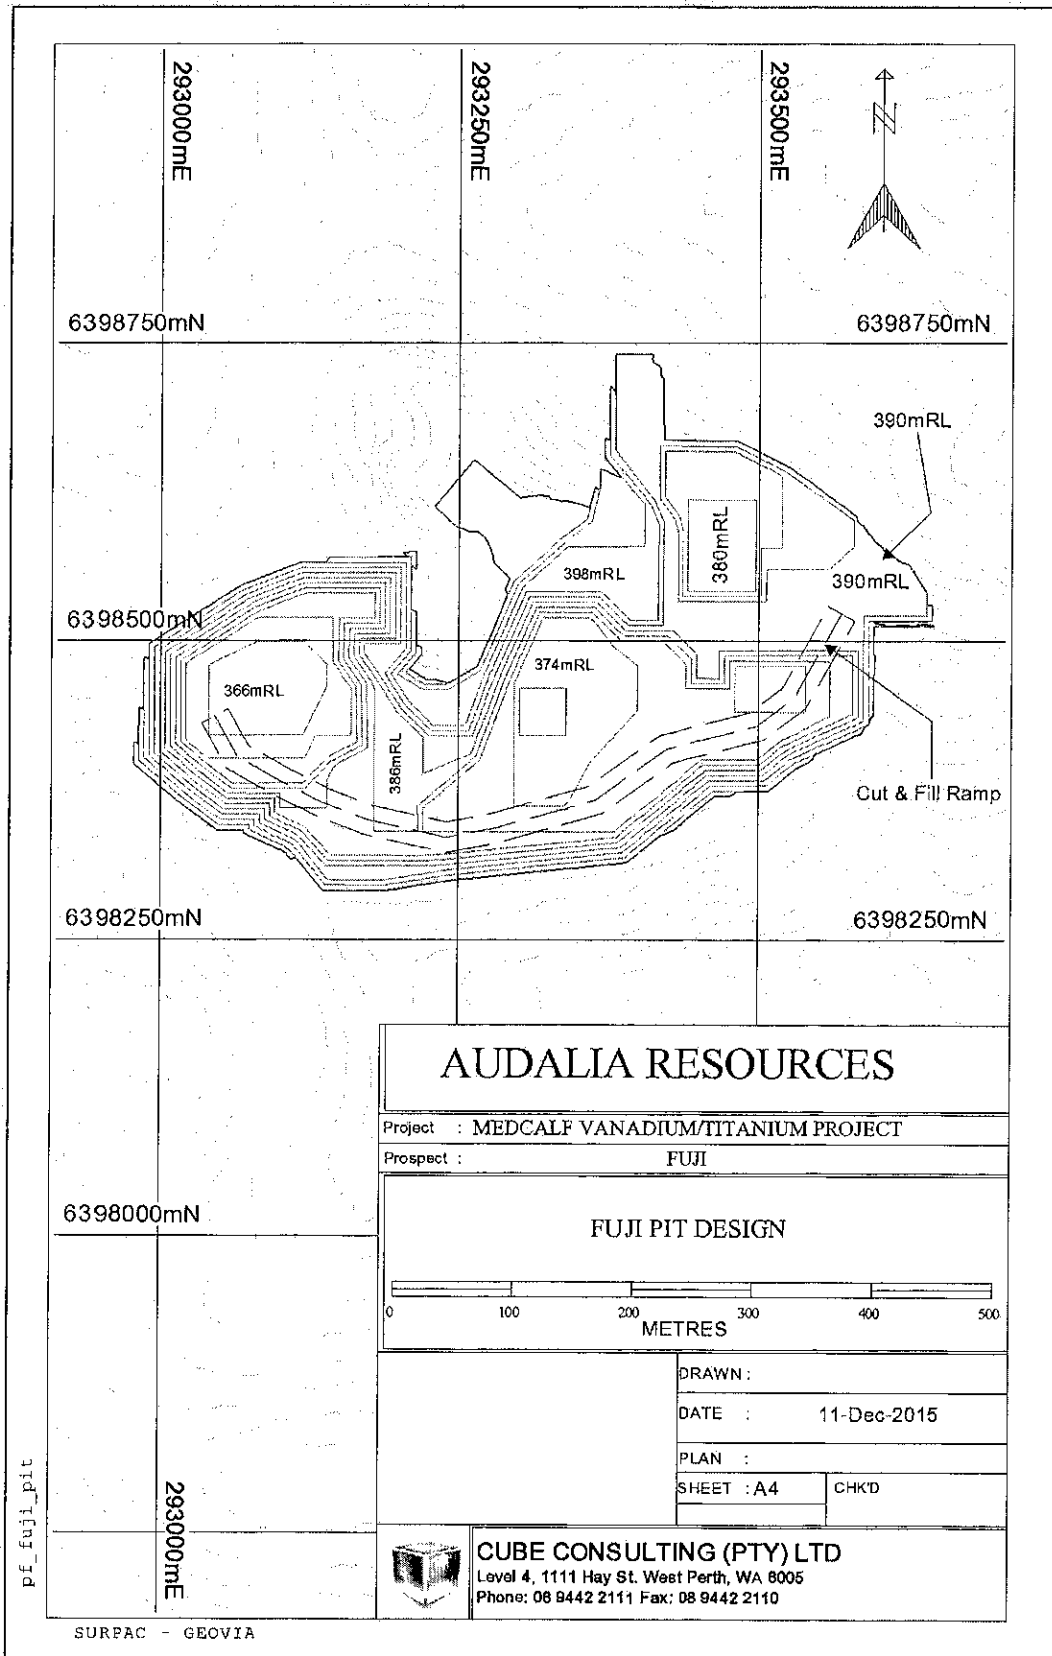 293000mE
293250mE
293500mE
N
6398750mN
6398750mN
390mRL
380mRL
398mRL
390mRL
6398500mN
374mRL
366mRL
386mRL
Cut & Fill Ramp
6398250mN
6398250mN
AUDALIA RESOURCES
Project : MEDCALF VANADIUM/TITANIUM PROJECT
Prospect : FUJI
6398000mN
FUJI PIT DESIGN
0 100 200 300 400 500
METRES
DRAWN :
DATE : 11-Dec-2015
PLAN :
SHEET : A4 CHK'D
293000mE
pf_fuji_pit
CUBE CONSULTING (PTY) LTD
Level 4, 1111 Hay St. West Perth, WA 6005
Phone: 08 9442 2111 Fax: 08 9442 2110
SURPAC - GEOVIA